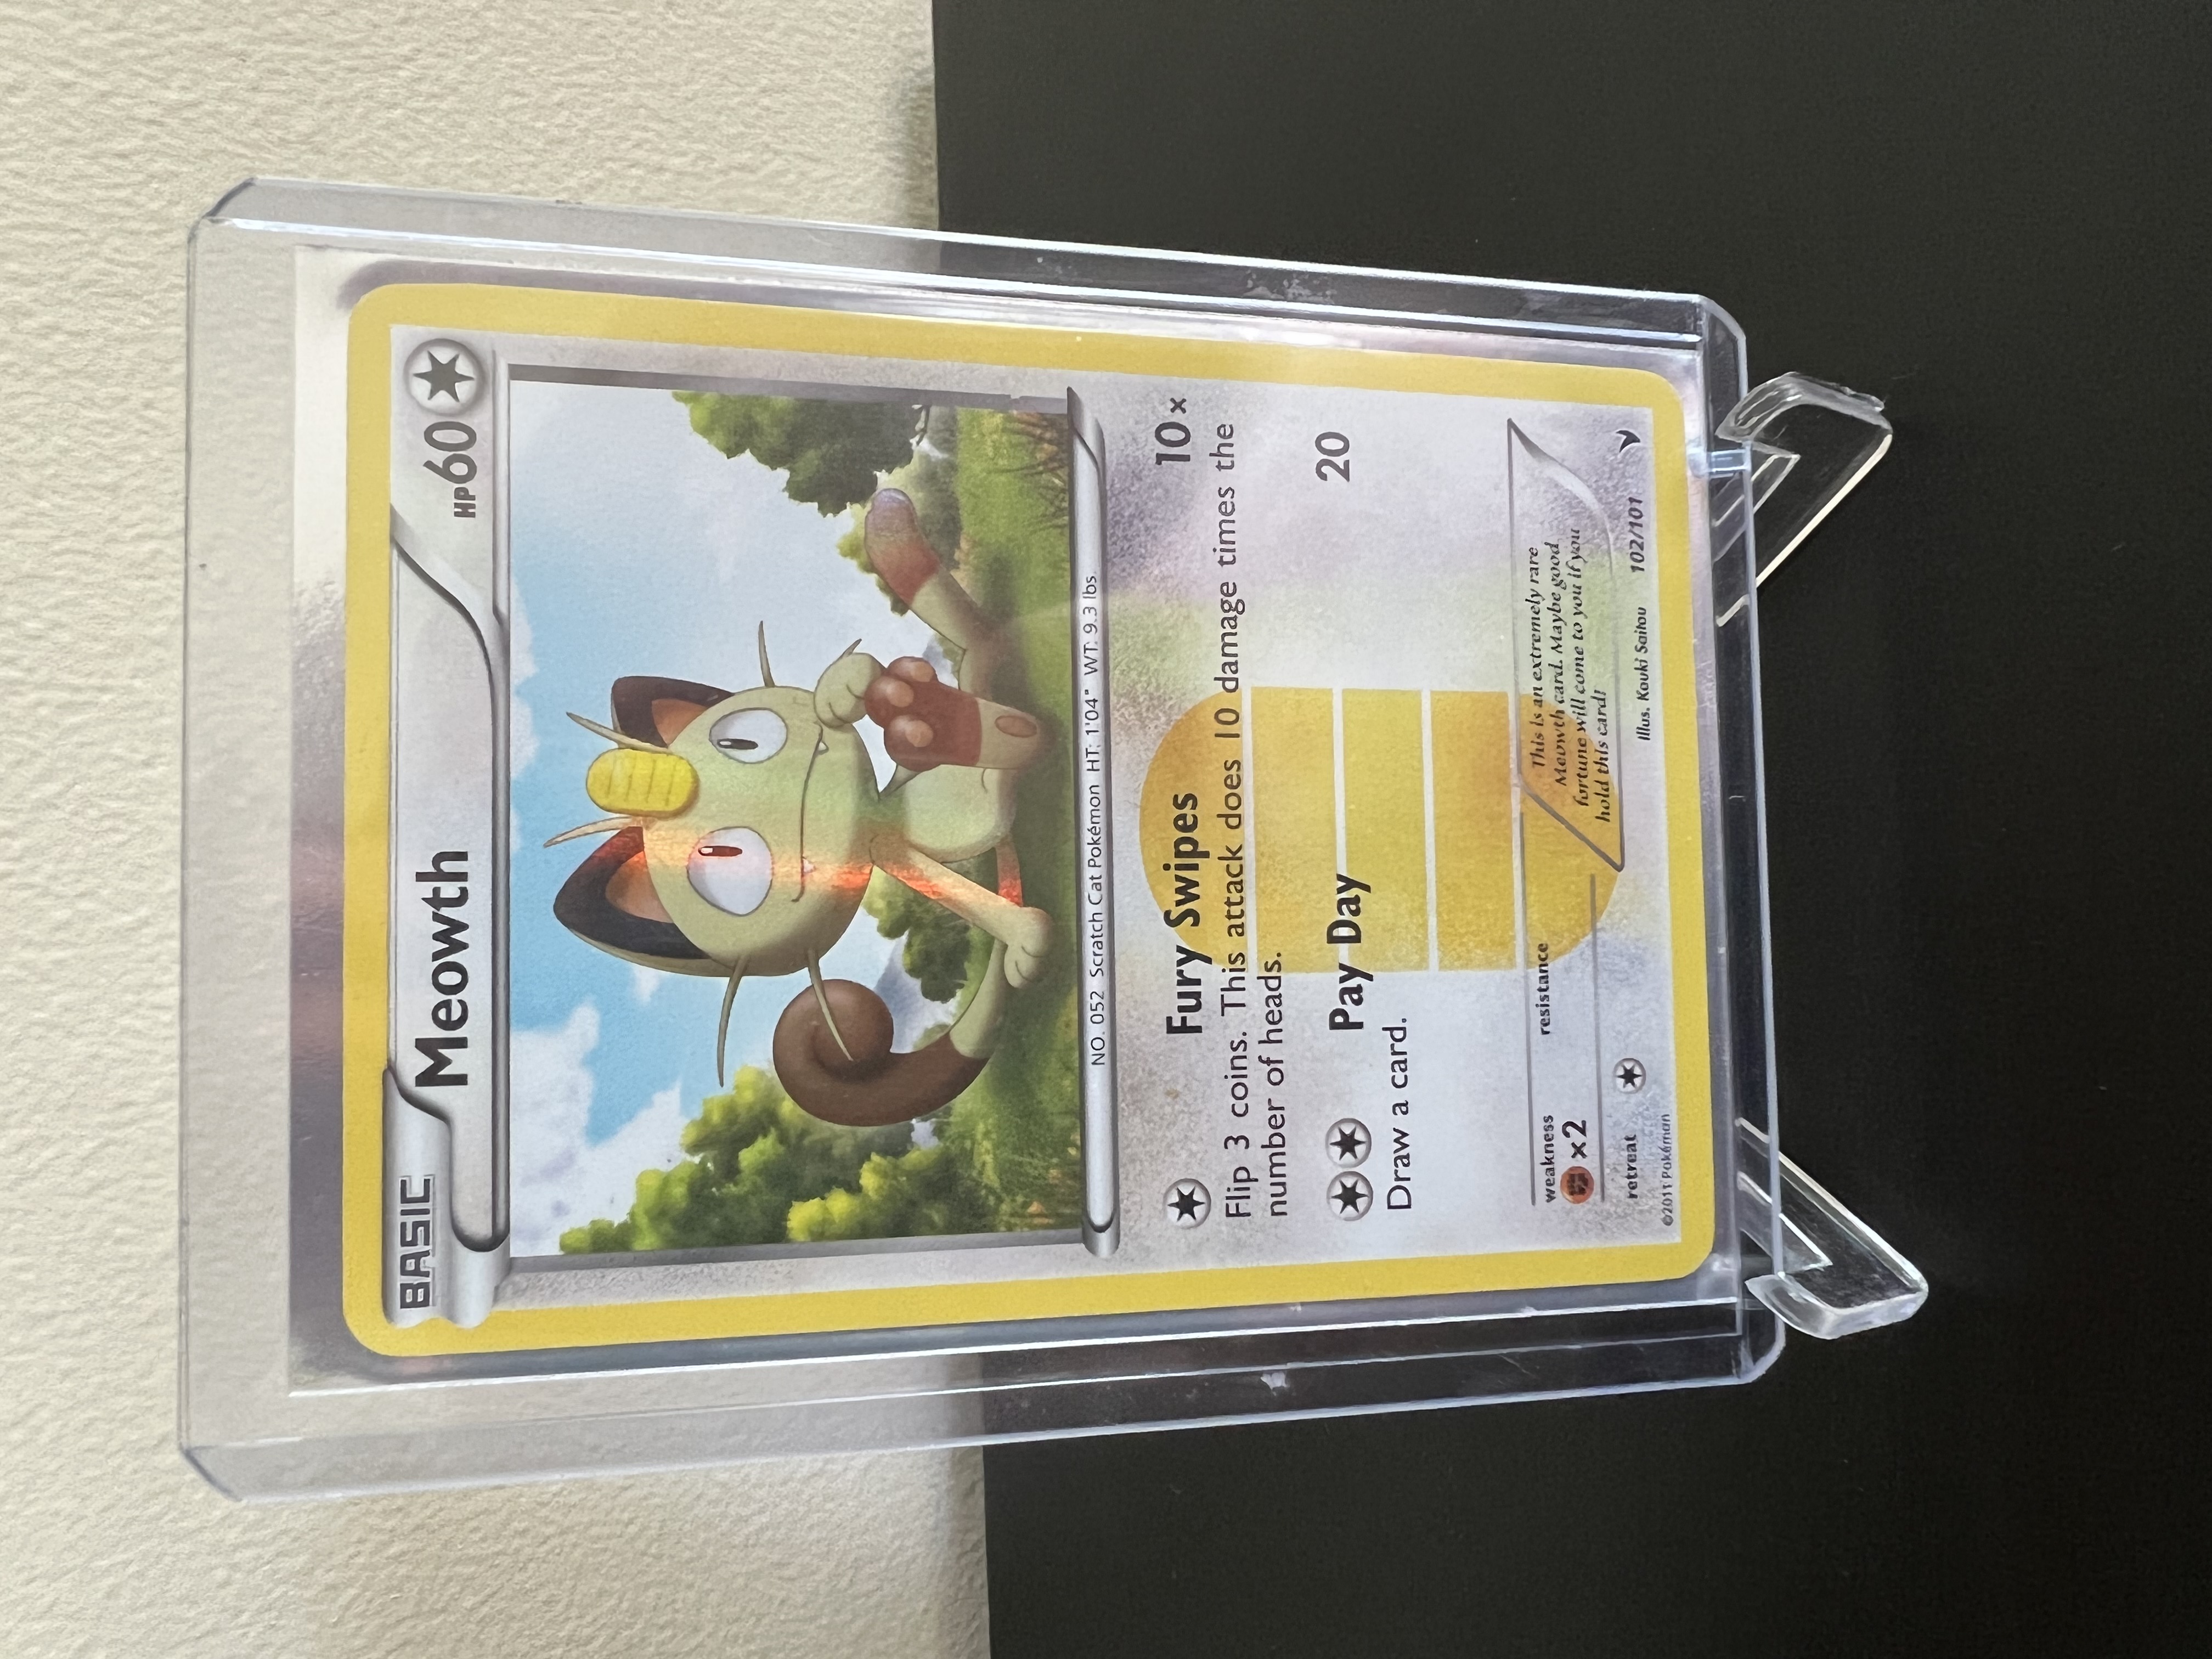 BASIC
Meowth
HP60
NO. 052 Scratch Cat Pokémon HT: 1'04" WT: 9.3 lbs.
Fury Swipes 10×
Flip 3 coins. This attack does 10 damage times the
number of heads.
Pay Day 20
Draw a card.
weakness
×2
resistance
retreat
This is an extremely rare
Meowth card. Maybe good
fortune will come to you if you
hold this card!
Illus. Kouki Saitou 102/101
©2011 Pokémon